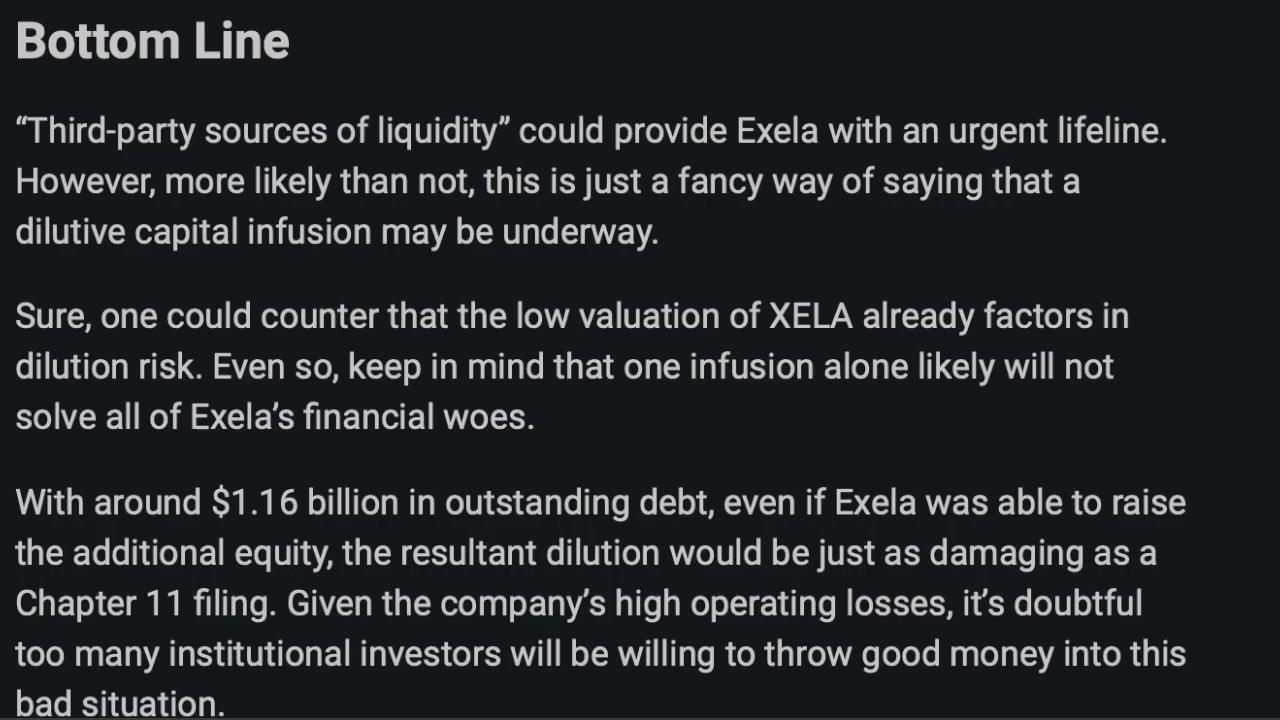 Bottom Line
“Third-party sources of liquidity” could provide Exela with an urgent lifeline.
However, more likely than not, this is just a fancy way of saying that a
dilutive capital infusion may be underway.
Sure, one could counter that the low valuation of XELA already factors in
dilution risk. Even so, keep in mind that one infusion alone likely will not
solve all of Exela’s financial woes.
With around $1.16 billion in outstanding debt, even if Exela was able to raise
the additional equity, the resultant dilution would be just as damaging as a
Chapter 11 filing. Given the company’s high operating losses, it’s doubtful
too many institutional investors will be willing to throw good money into this
bad situation.